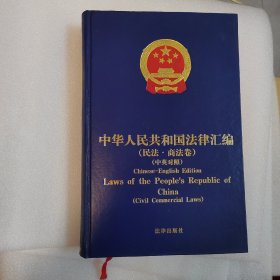 中华人民共和国法律汇编
(民法·商法卷)
(中英对照)
Chinese-English Edition
Laws of the People's Republic of
China
(Civil Commercial Laws)
法律出版社